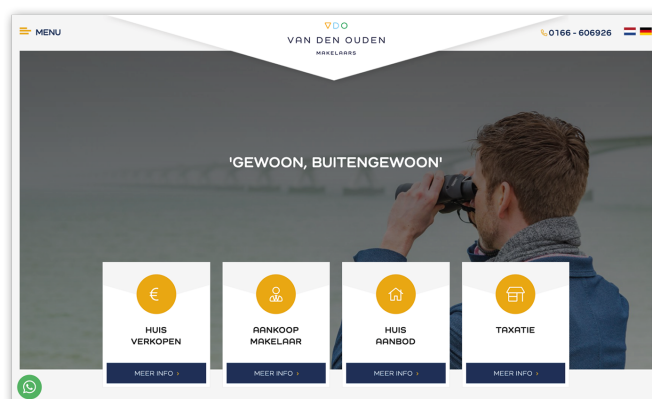 MENU
VDO
VAN DEN OUDEN
MAKELAARS
0166 - 606926
'GEWOON, BUITENGEWOON'
€
HUIS
VERKOPEN
MEER INFO ›
AANKOOP
MAKELAAR
MEER INFO ›
HUIS
AANBOD
MEER INFO ›
TAXATIE
MEER INFO ›